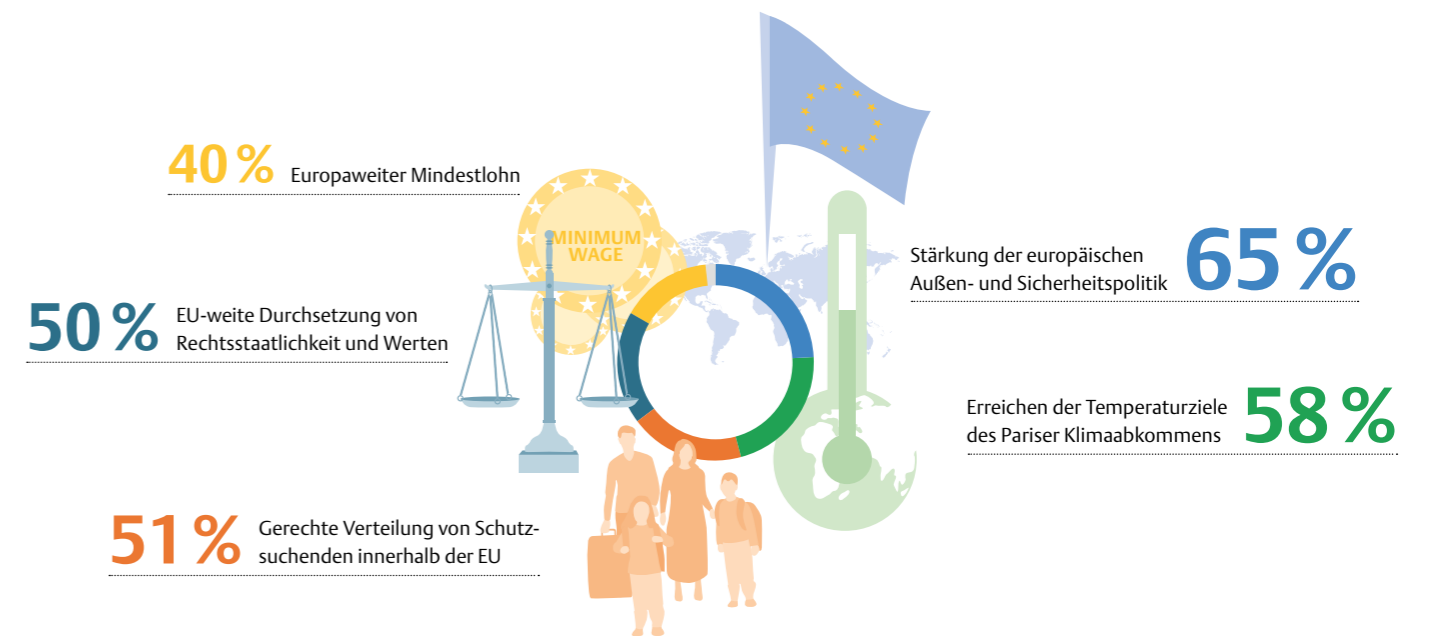 40 % Europaweiter Mindestlohn
MINIMUM
WAGE
50 %
EU-weite Durchsetzung von
Rechtsstaatlichkeit und Werten
51 %
Gerechte Verteilung von Schutz-
suchenden innerhalb der EU
Stärkung der europäischen
Außen- und Sicherheitspolitik
65 %
Erreichen der Temperaturziele
des Pariser Klimaabkommens
58 %